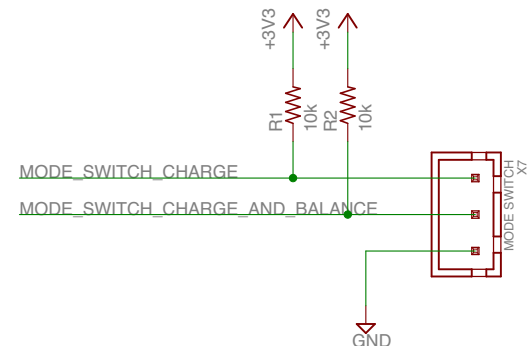 +3V3
+3V3
R1
10k
R2
10k
MODE_SWITCH_CHARGE
MODE_SWITCH_CHARGE_AND_BALANCE
MODE SWITCH
X7
GND